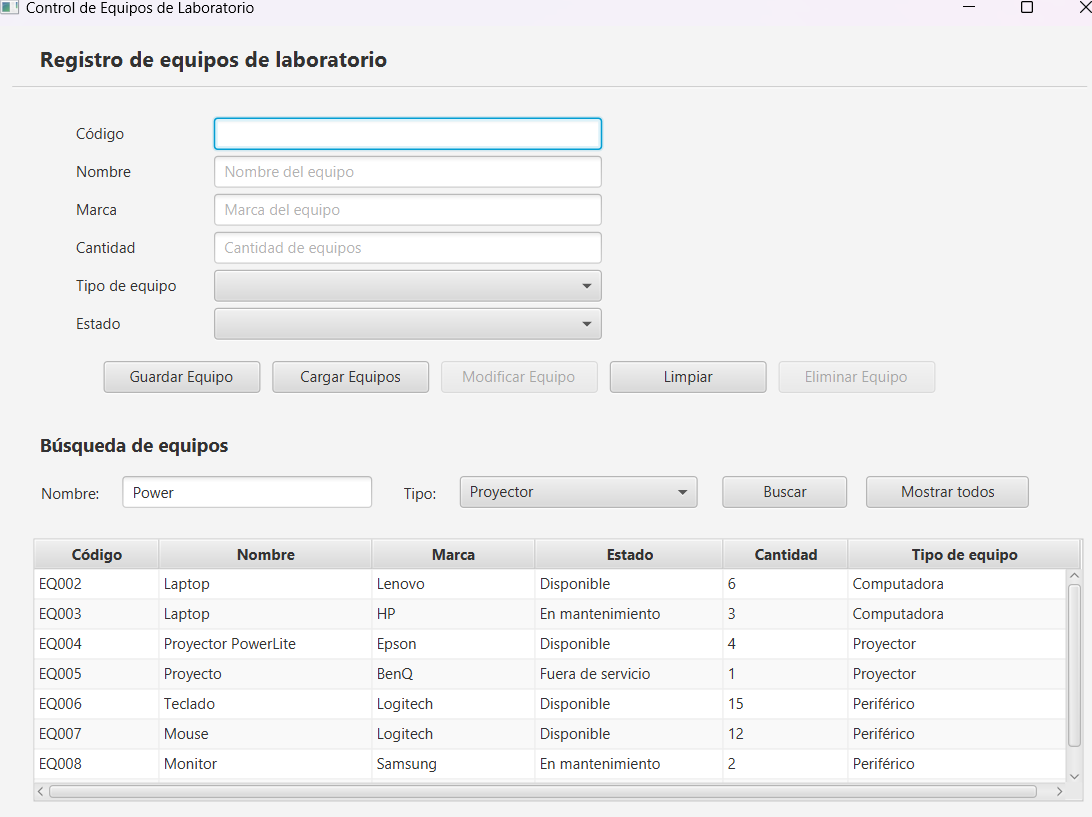 Control de Equipos de Laboratorio
Registro de equipos de laboratorio
Código
Nombre Nombre del equipo
Marca Marca del equipo
Cantidad Cantidad de equipos
Tipo de equipo
Estado
Guardar Equipo Cargar Equipos Modificar Equipo Limpiar Eliminar Equipo
Búsqueda de equipos
Nombre: Power Tipo: Proyector Buscar Mostrar todos
Código Nombre Marca Estado Cantidad Tipo de equipo
EQ002 Laptop Lenovo Disponible 6 Computadora
EQ003 Laptop HP En mantenimiento 3 Computadora
EQ004 Proyector PowerLite Epson Disponible 4 Proyector
EQ005 Proyecto BenQ Fuera de servicio 1 Proyector
EQ006 Teclado Logitech Disponible 15 Periférico
EQ007 Mouse Logitech Disponible 12 Periférico
EQ008 Monitor Samsung En mantenimiento 2 Periférico